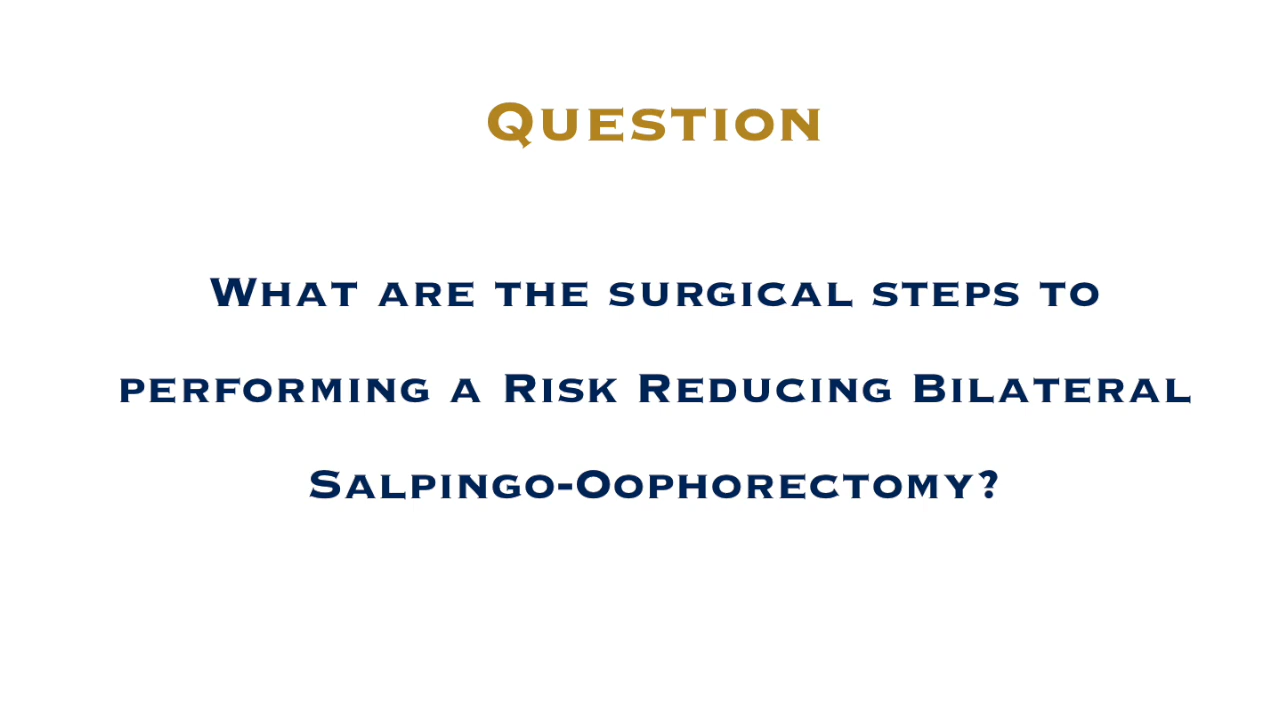 Question
What are the surgical steps to
performing a Risk Reducing Bilateral
Salpingo-Oophorectomy?